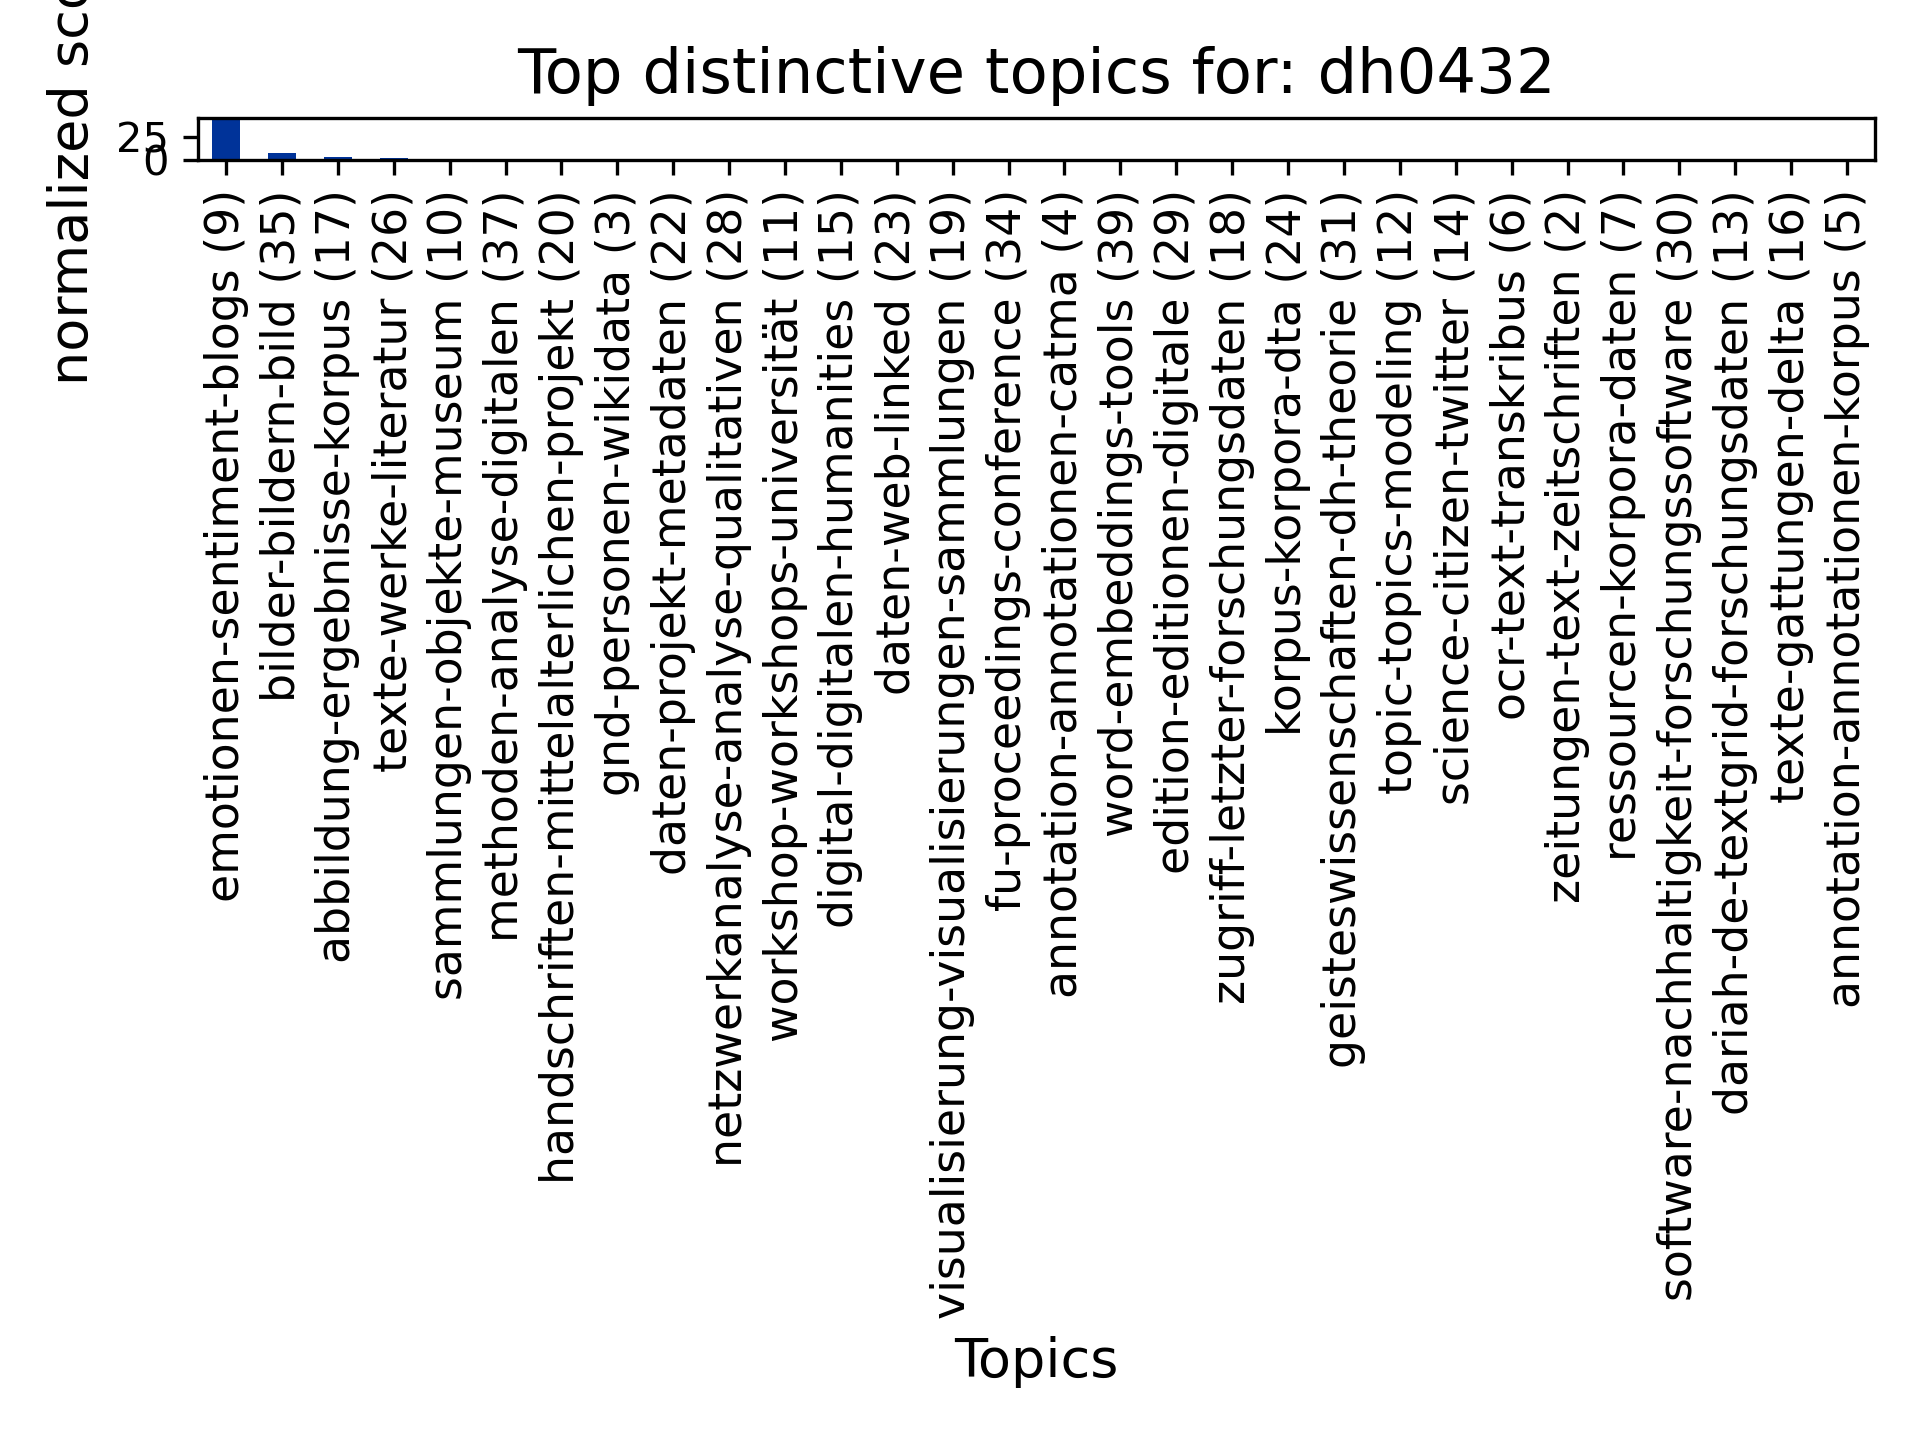 Top distinctive topics for: dh0432
normalized
25
0
emotionen-sentiment-blogs (9)
bilder-bildern-bild (35)
abbildung-ergebnisse-korpus (17)
texte-werke-literatur (26)
sammlungen-objekte-museum (10)
methoden-analyse-digitalen (37)
handschriften-mittelalterlichen-projekt (20)
gnd-personen-wikidata (3)
daten-projekt-metadaten (22)
netzwerkanalyse-analyse-qualitativen (28)
workshop-workshops-universität (11)
digital-digitalen-humanities (15)
daten-web-linked (23)
visualisierung-visualisierungen-sammlungen (19)
fu-proceedings-conference (34)
annotation-annotationen-catma (4)
word-embeddings-tools (39)
edition-editionen-digitale (29)
zugriff-letzter-forschungsdaten (18)
korpus-korpora-dta (24)
geisteswissenschaften-dh-theorie (31)
topic-topics-modeling (12)
science-citizen-twitter (14)
ocr-text-transkribus (6)
zeitungen-text-zeitschriften (2)
ressourcen-korpora-daten (7)
software-nachhaltigkeit-forschungssoftware (30)
dariah-de-textgrid-forschungsdaten (13)
texte-gattungen-delta (16)
annotation-annotationen-korpus (5)
Topics